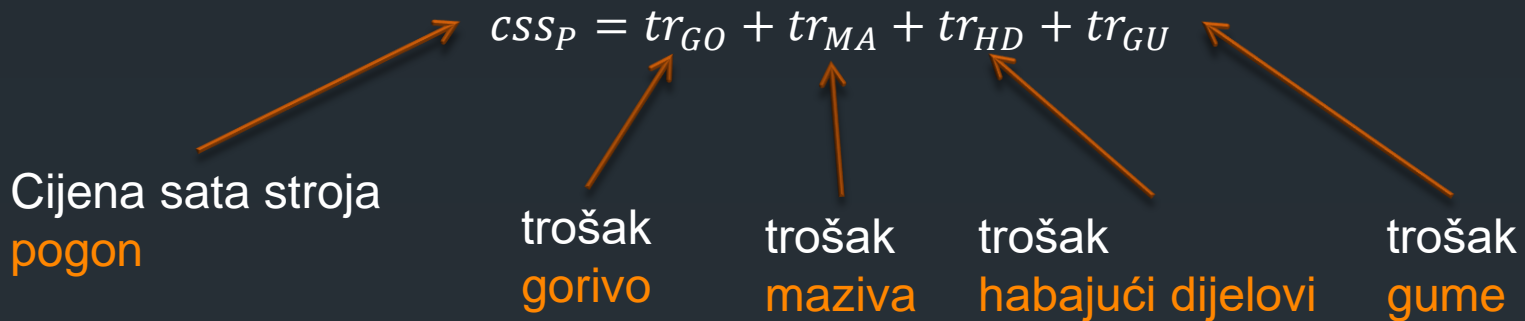 css_P = tr_GO + tr_MA + tr_HD + tr_GU
Cijena sata stroja
pogon
trošak
gorivo
trošak
maziva
trošak
habajući dijelovi
trošak
gume